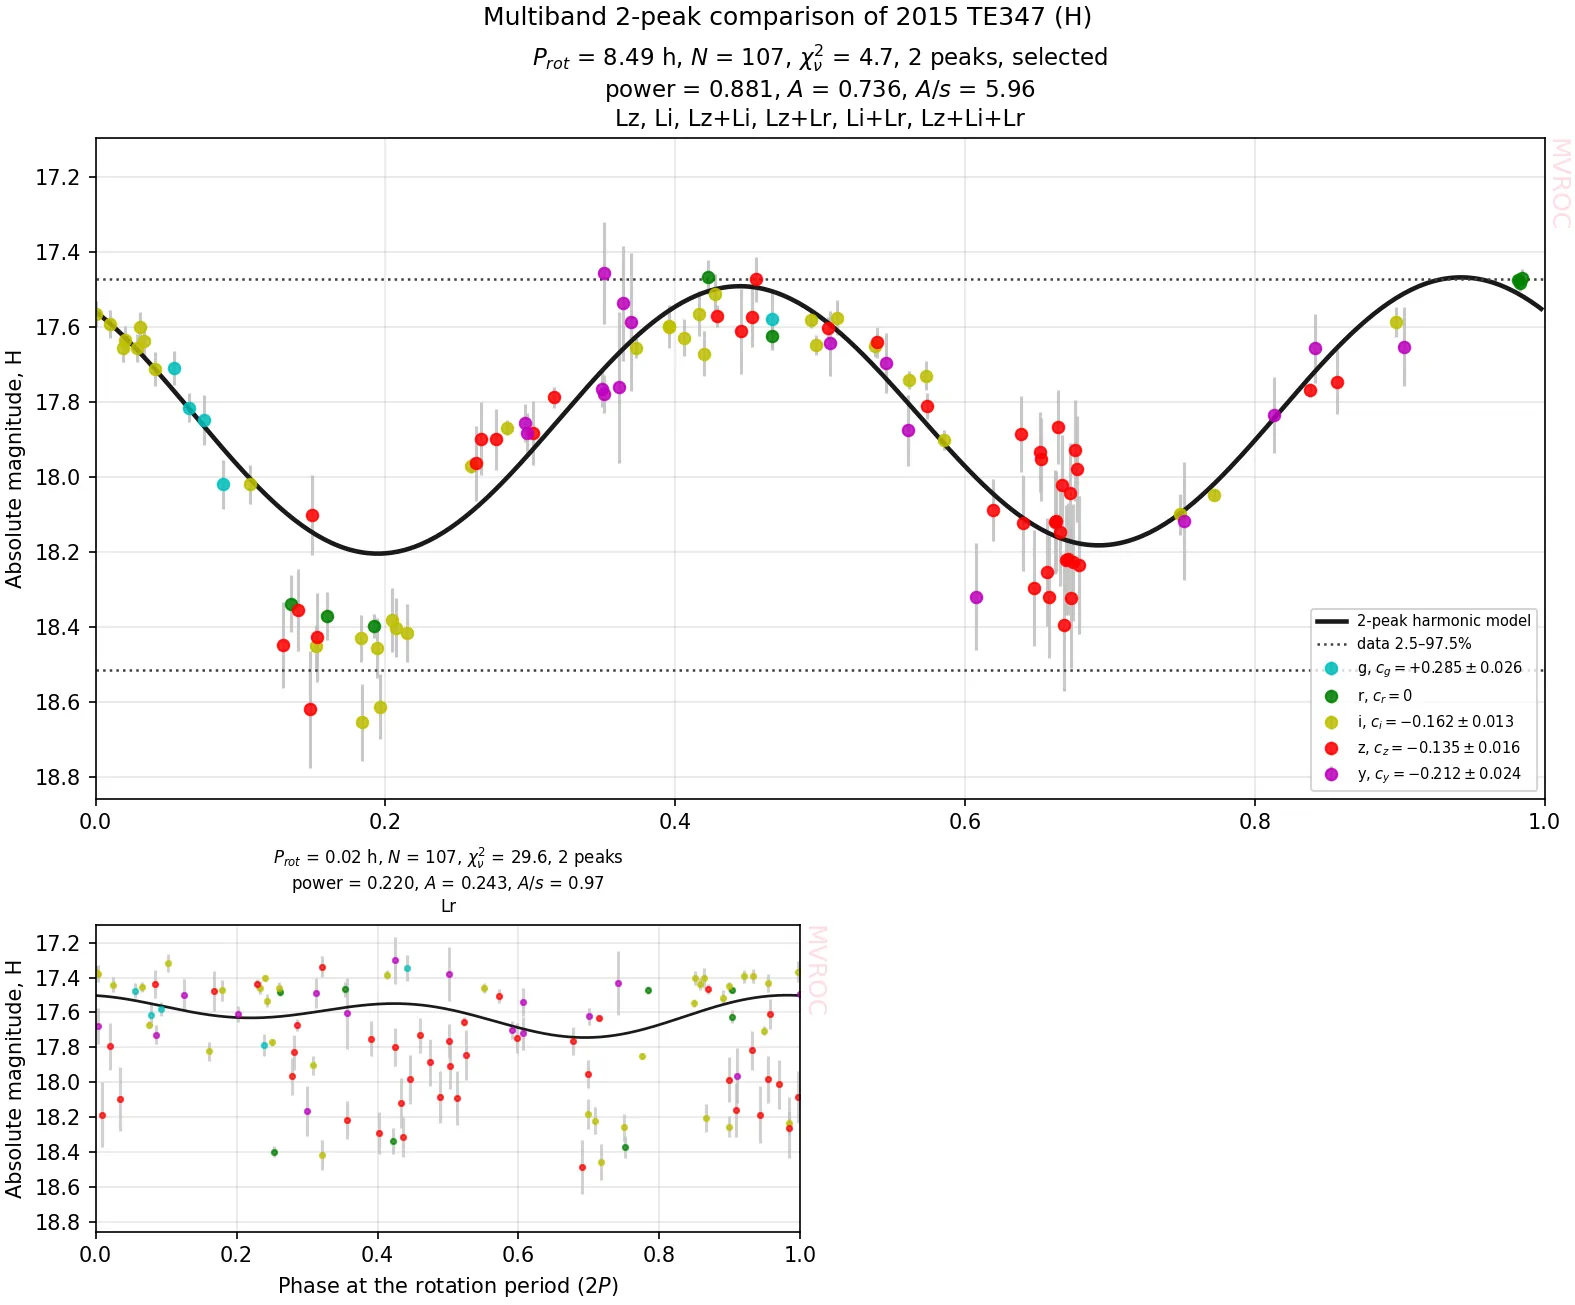 Multiband 2-peak comparison of 2015 TE347 (H)
P_rot = 8.49 h, N = 107, χ²_ν = 4.7, 2 peaks, selected
power = 0.881, A = 0.736, A/s = 5.96
Lz, Li, Lz+Li, Lz+Lr, Li+Lr, Lz+Li+Lr
MVROC
Absolute magnitude, H
17.2
17.4
17.6
17.8
18.0
18.2
18.4
18.6
18.8
2-peak harmonic model
data 2.5–97.5%
g, c_g = +0.285 ± 0.026
r, c_r = 0
i, c_i = −0.162 ± 0.013
z, c_z = −0.135 ± 0.016
y, c_y = −0.212 ± 0.024
0.0 0.2 0.4 0.6 0.8 1.0
P_rot = 0.02 h, N = 107, χ²_ν = 29.6, 2 peaks
power = 0.220, A = 0.243, A/s = 0.97
Lr
MVROC
Absolute magnitude, H
17.2
17.4
17.6
17.8
18.0
18.2
18.4
18.6
18.8
0.0 0.2 0.4 0.6 0.8 1.0
Phase at the rotation period (2P)